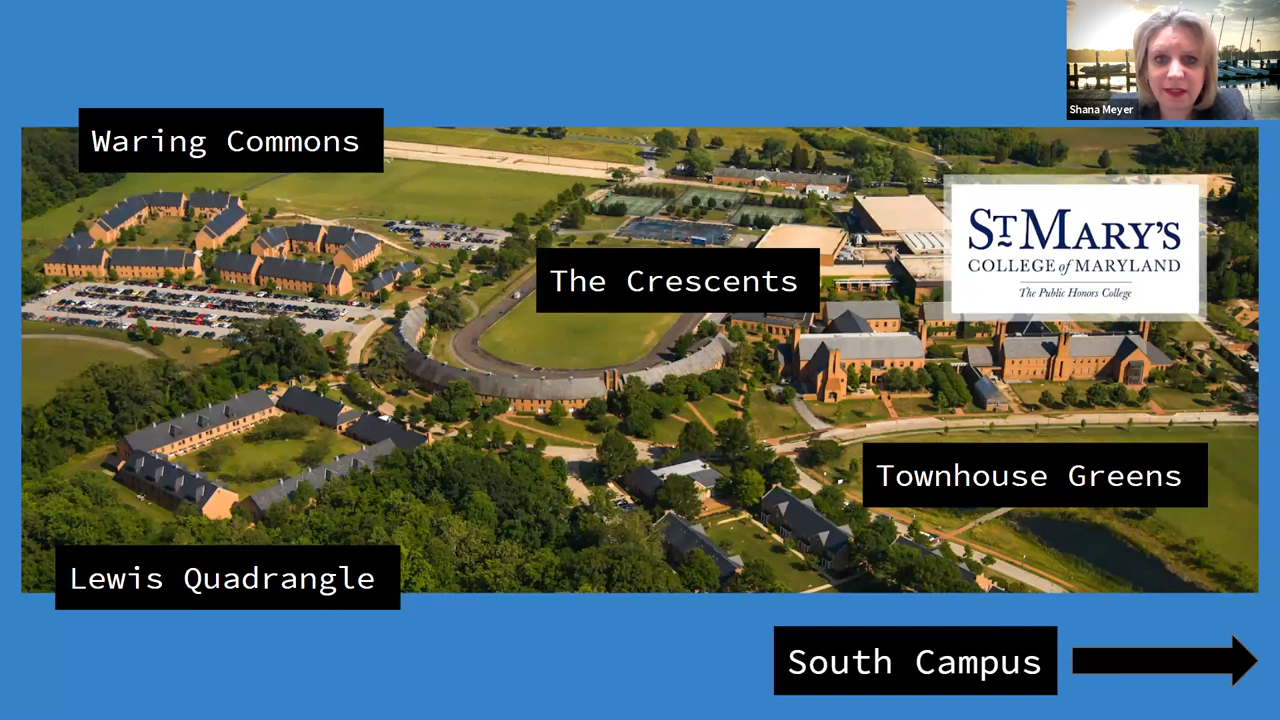 Shana Meyer
Waring Commons
ST MARY'S
COLLEGE of MARYLAND
The Public Honors College
The Crescents
Townhouse Greens
Lewis Quadrangle
South Campus